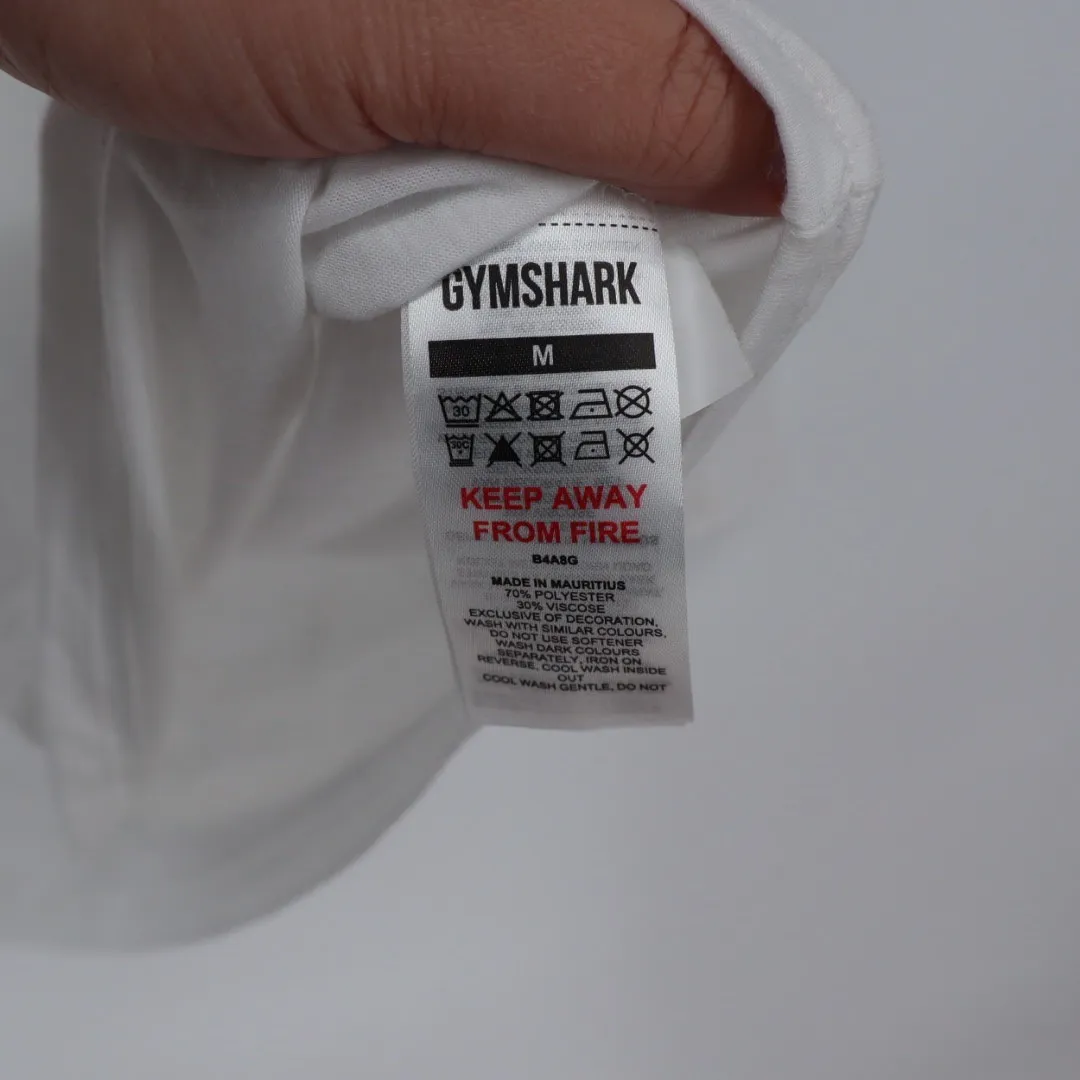 GYMSHARK
M
30
30C
KEEP AWAY
FROM FIRE
B4A8G
MADE IN MAURITIUS
70% POLYESTER
30% VISCOSE
EXCLUSIVE OF DECORATION,
WASH WITH SIMILAR COLOURS,
DO NOT USE SOFTENER
WASH DARK COLOURS
SEPARATELY, IRON ON
REVERSE, COOL WASH INSIDE
OUT
COOL WASH GENTLE, DO NOT